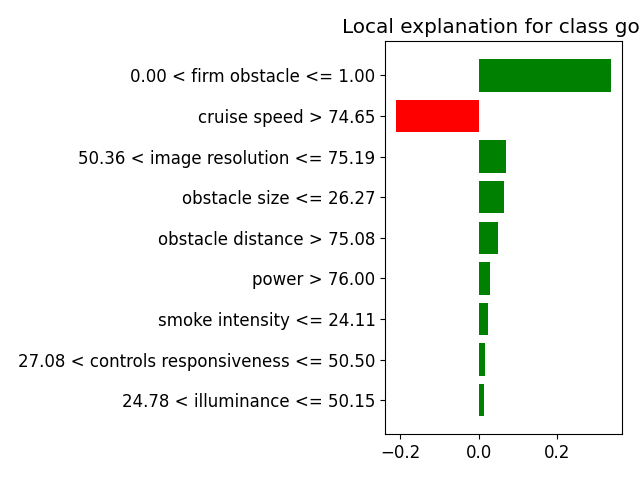 Local explanation for class go
0.00 < firm obstacle <= 1.00
cruise speed > 74.65
50.36 < image resolution <= 75.19
obstacle size <= 26.27
obstacle distance > 75.08
power > 76.00
smoke intensity <= 24.11
27.08 < controls responsiveness <= 50.50
24.78 < illuminance <= 50.15
−0.2 0.0 0.2